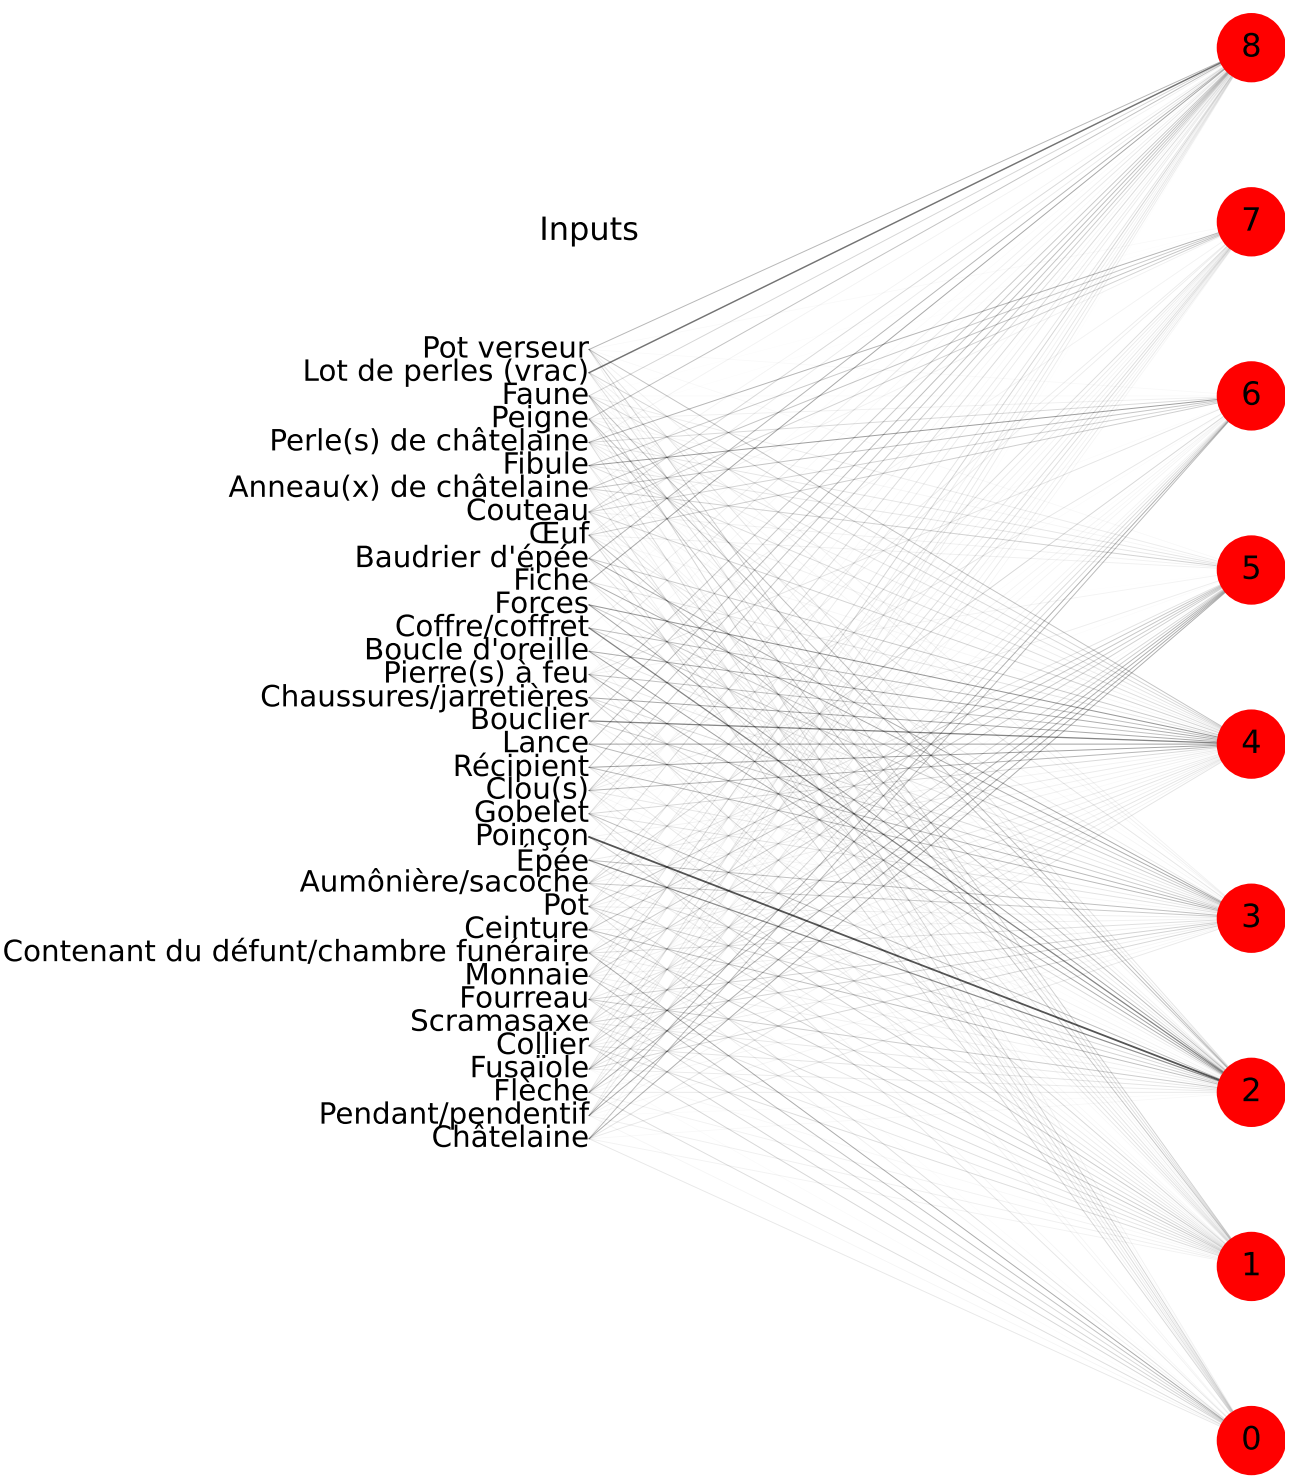 8
7
Inputs
Pot verseur
Lot de perles (vrac)
Faune
6
Peigne
Perle(s) de châtelaine
Fibule
Anneau(x) de châtelaine
Couteau
Œuf
Baudrier d'épée
5
Fiche
Forces
Coffre/coffret
Boucle d'oreille
Pierre(s) à feu
Chaussures/jarretières
Bouclier
Lance
4
Récipient
Clou(s)
Gobelet
Poinçon
Épée
Aumônière/sacoche
Pot
3
Ceinture
Contenant du défunt/chambre funéraire
Monnaie
Fourreau
Scramasaxe
Collier
Fusaïole
Flèche
2
Pendant/pendentif
Châtelaine
1
0